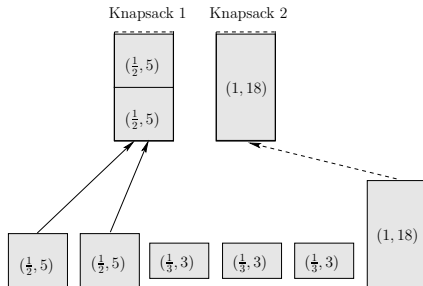 Knapsack 1 Knapsack 2
(1/2, 5)
(1, 18)
(1/2, 5)
(1, 18)
(1/2, 5) (1/2, 5) (1/3, 3) (1/3, 3) (1/3, 3)